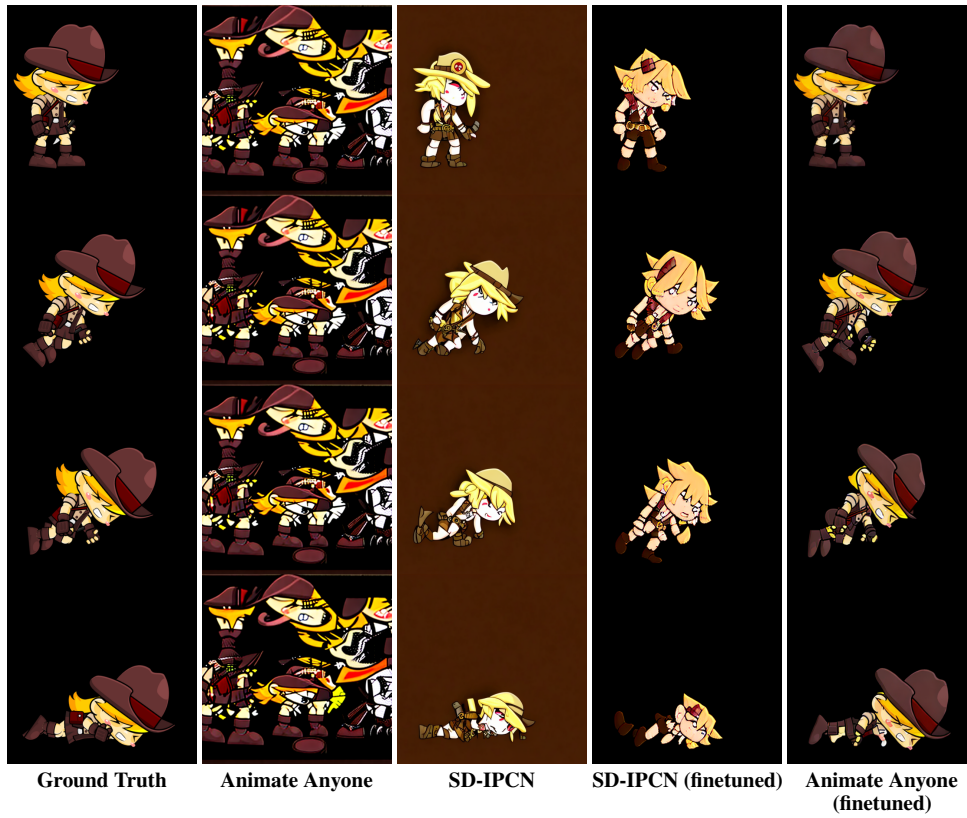 Ground Truth
Animate Anyone
SD-IPCN
SD-IPCN (finetuned)
Animate Anyone
(finetuned)